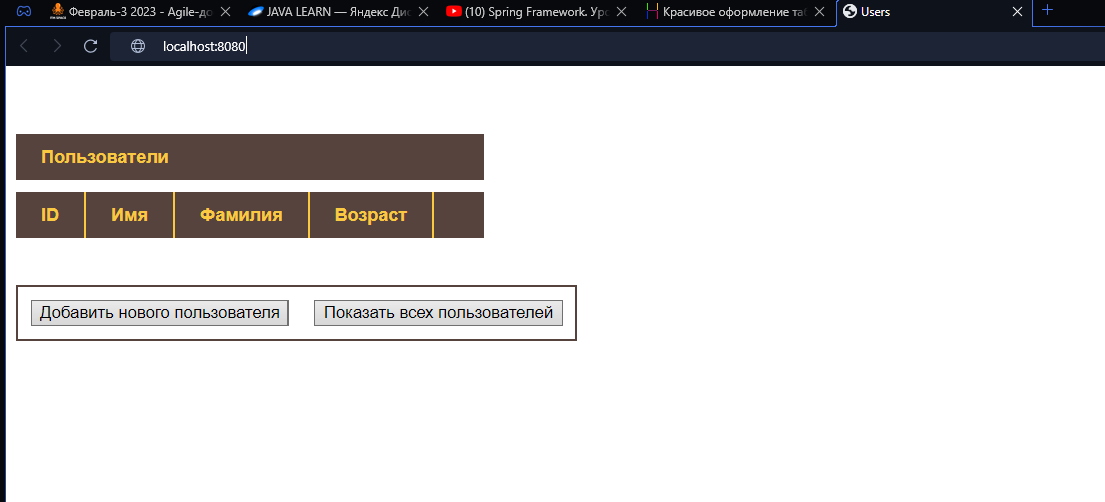 Февраль-3 2023 - Agile-до
JAVA LEARN — Яндекс Дис
(10) Spring Framework. Уро
Красивое оформление таб
Users
localhost:8080
Пользователи
ID Имя Фамилия Возраст
Добавить нового пользователя Показать всех пользователей